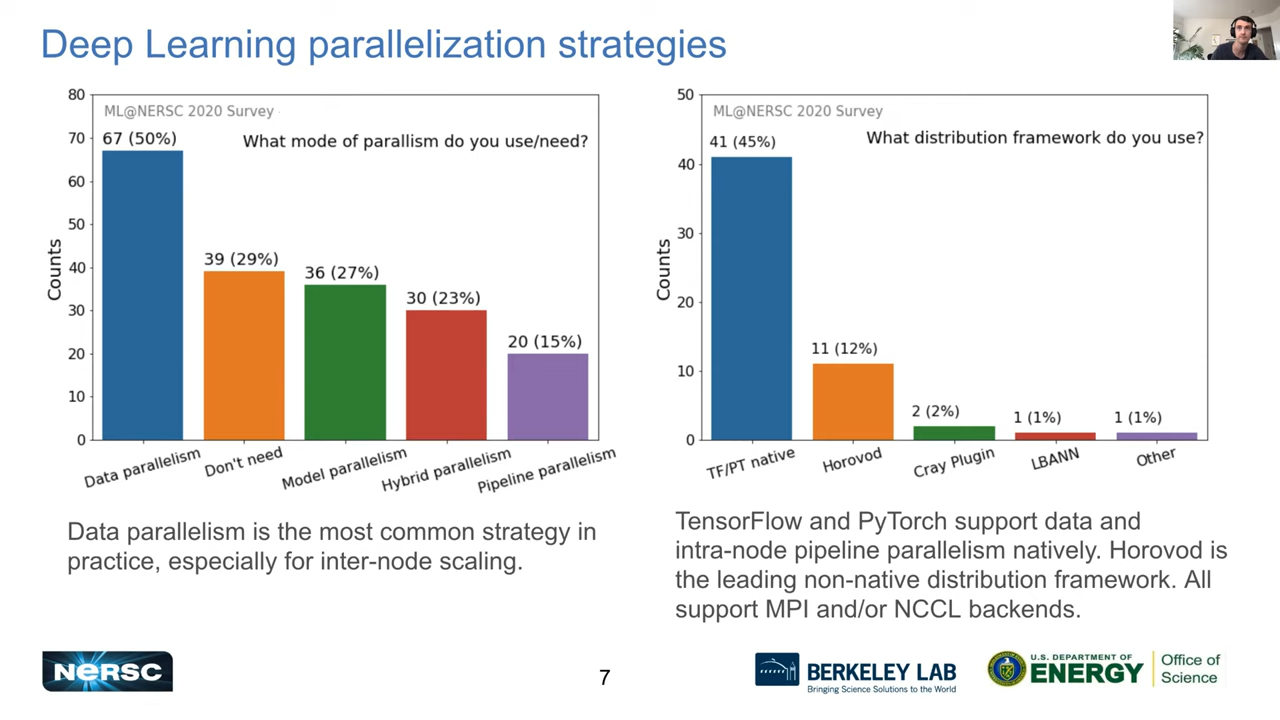 Deep Learning parallelization strategies
ML@NERSC 2020 Survey
What mode of parallism do you use/need?
Counts
80
70
60
50
40
30
20
10
0
67 (50%)
39 (29%)
36 (27%)
30 (23%)
20 (15%)
Data parallelism
Don't need
Model parallelism
Hybrid parallelism
Pipeline parallelism
ML@NERSC 2020 Survey
What distribution framework do you use?
Counts
50
40
30
20
10
0
41 (45%)
11 (12%)
2 (2%)
1 (1%)
1 (1%)
TF/PT native
Horovod
Cray Plugin
LBANN
Other
Data parallelism is the most common strategy in
practice, especially for inter-node scaling.
TensorFlow and PyTorch support data and
intra-node pipeline parallelism natively. Horovod is
the leading non-native distribution framework. All
support MPI and/or NCCL backends.
NERSC
7
BERKELEY LAB
Bringing Science Solutions to the World
U.S. DEPARTMENT OF
ENERGY
Office of
Science